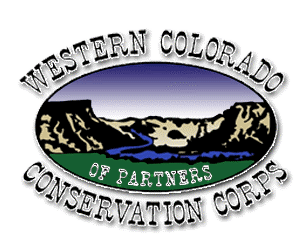 WESTERN COLORADO
OF PARTNERS
CONSERVATION CORPS